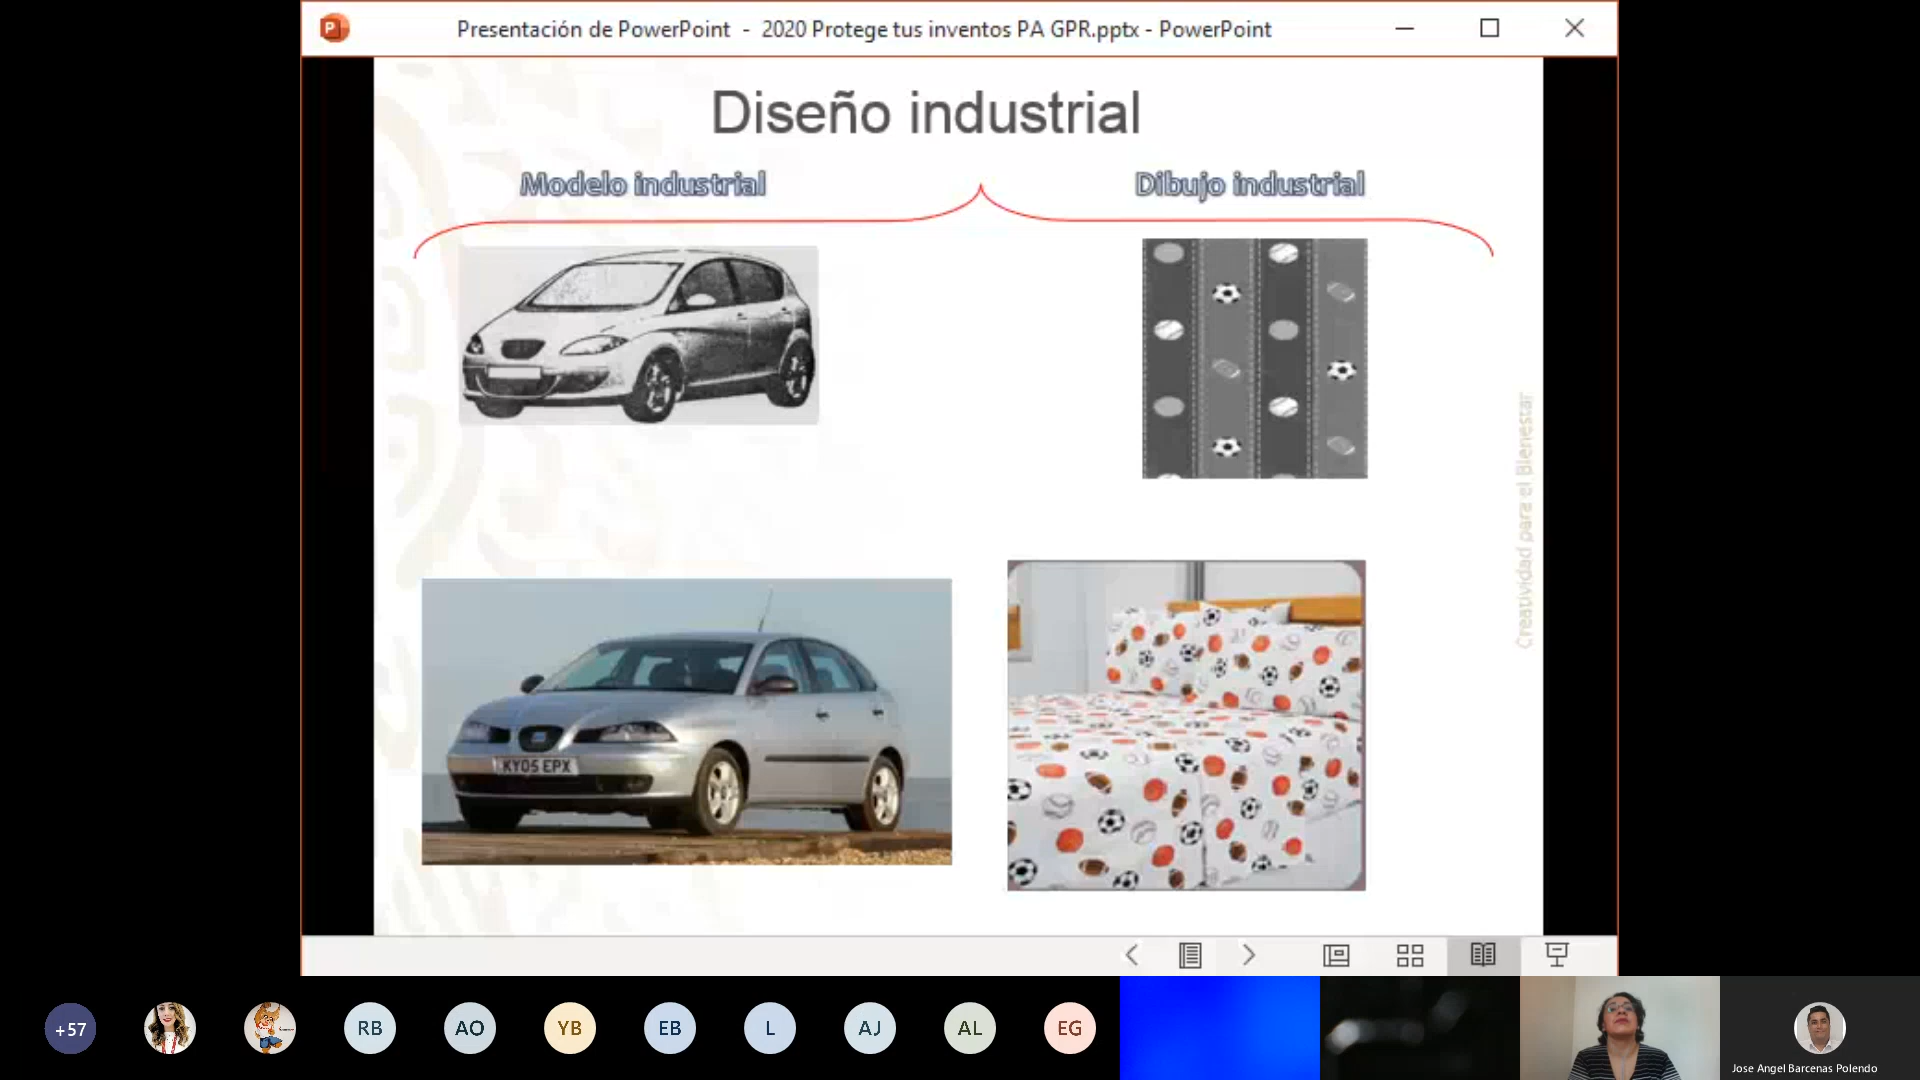 Presentación de PowerPoint - 2020 Protege tus inventos PA GPR.pptx - PowerPoint
Diseño industrial
Modelo industrial
Dibujo industrial
Creatividad para el Bienestar
KY05 EPX
+57
RB
AO
YB
EB
L
AJ
AL
EG
Jose Angel Barcenas Polendo